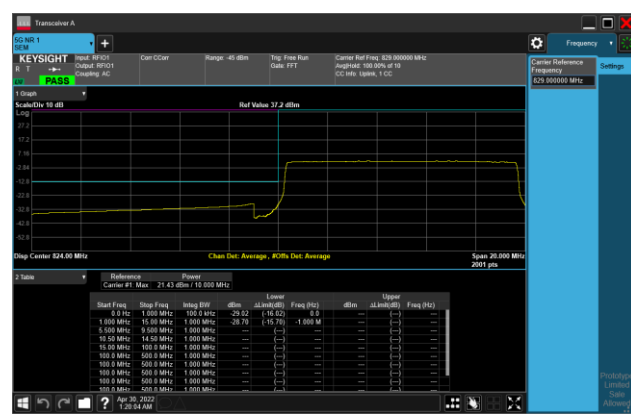 Transceiver A
5G NR 1
SEM
Frequency
KEYSIGHT
R T
PASS
Input: RFIO1
Output: RFIO1
Coupling: AC
Corr CCorr
Range: -45 dBm
Trig: Free Run
Gate: FFT
Carrier Ref Freq: 829.000000 MHz
Avg|Hold: 100.00% of 10
CC Info: Uplink, 1 CC
Carrier Reference
Frequency
829.000000 MHz
Settings
1 Graph
Scale/Div 10 dB
Ref Value 37.2 dBm
Log
27.2
17.2
7.16
-2.84
-12.8
-22.8
-32.8
-42.8
-52.8
Disp Center 824.00 MHz
Chan Det: Average , #Offs Det: Average
Span 20.000 MHz
2001 pts
2 Table
Reference Power
Carrier #1 Max 21.43 dBm / 10.000 MHz
Lower Upper
Start Freq Stop Freq Integ BW dBm ΔLimit(dB) Freq (Hz) dBm ΔLimit(dB) Freq (Hz)
0.0 Hz 1.000 MHz 100.0 kHz -29.02 (-16.02) 0.0 --- (---) ---
1.000 MHz 15.00 MHz 1.000 MHz -28.70 (-15.70) -1.000 M --- (---) ---
5.500 MHz 9.500 MHz 1.000 MHz --- (---) --- --- (---) ---
10.50 MHz 14.50 MHz 1.000 MHz --- (---) --- --- (---) ---
15.00 MHz 100.0 MHz 1.000 MHz --- (---) --- --- (---) ---
100.0 MHz 500.0 MHz 1.000 MHz --- (---) --- --- (---) ---
100.0 MHz 500.0 MHz 1.000 MHz --- (---) --- --- (---) ---
100.0 MHz 500.0 MHz 1.000 MHz --- (---) --- --- (---) ---
100.0 MHz 500.0 MHz 1.000 MHz --- (---) --- --- (---) ---
100.0 MHz 500.0 MHz 1.000 MHz --- (---) --- --- (---) ---
Prototype
Limited
Sale
Allowed
Apr 30, 2022
1:28:04 AM